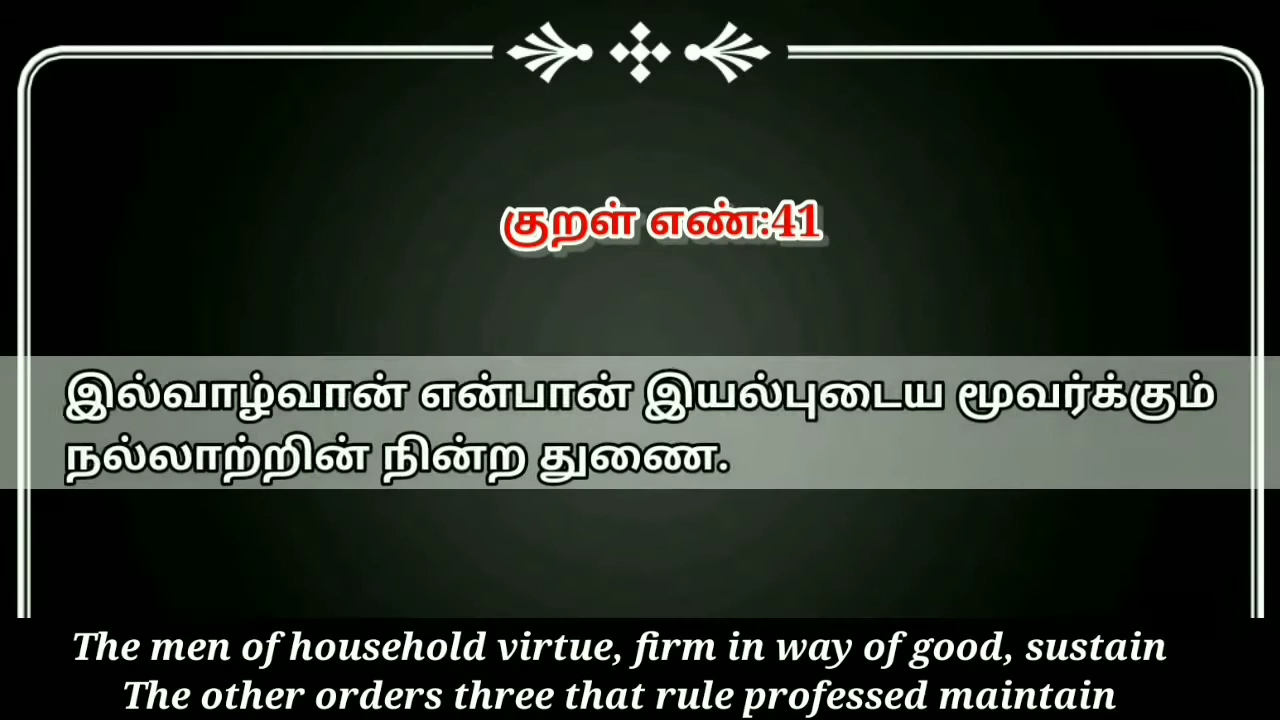 குறள் எண்:41
இல்வாழ்வான் என்பான் இயல்புடைய மூவர்க்கும்
நல்லாற்றின் நின்ற துணை.
The men of household virtue, firm in way of good, sustain
The other orders three that rule professed maintain